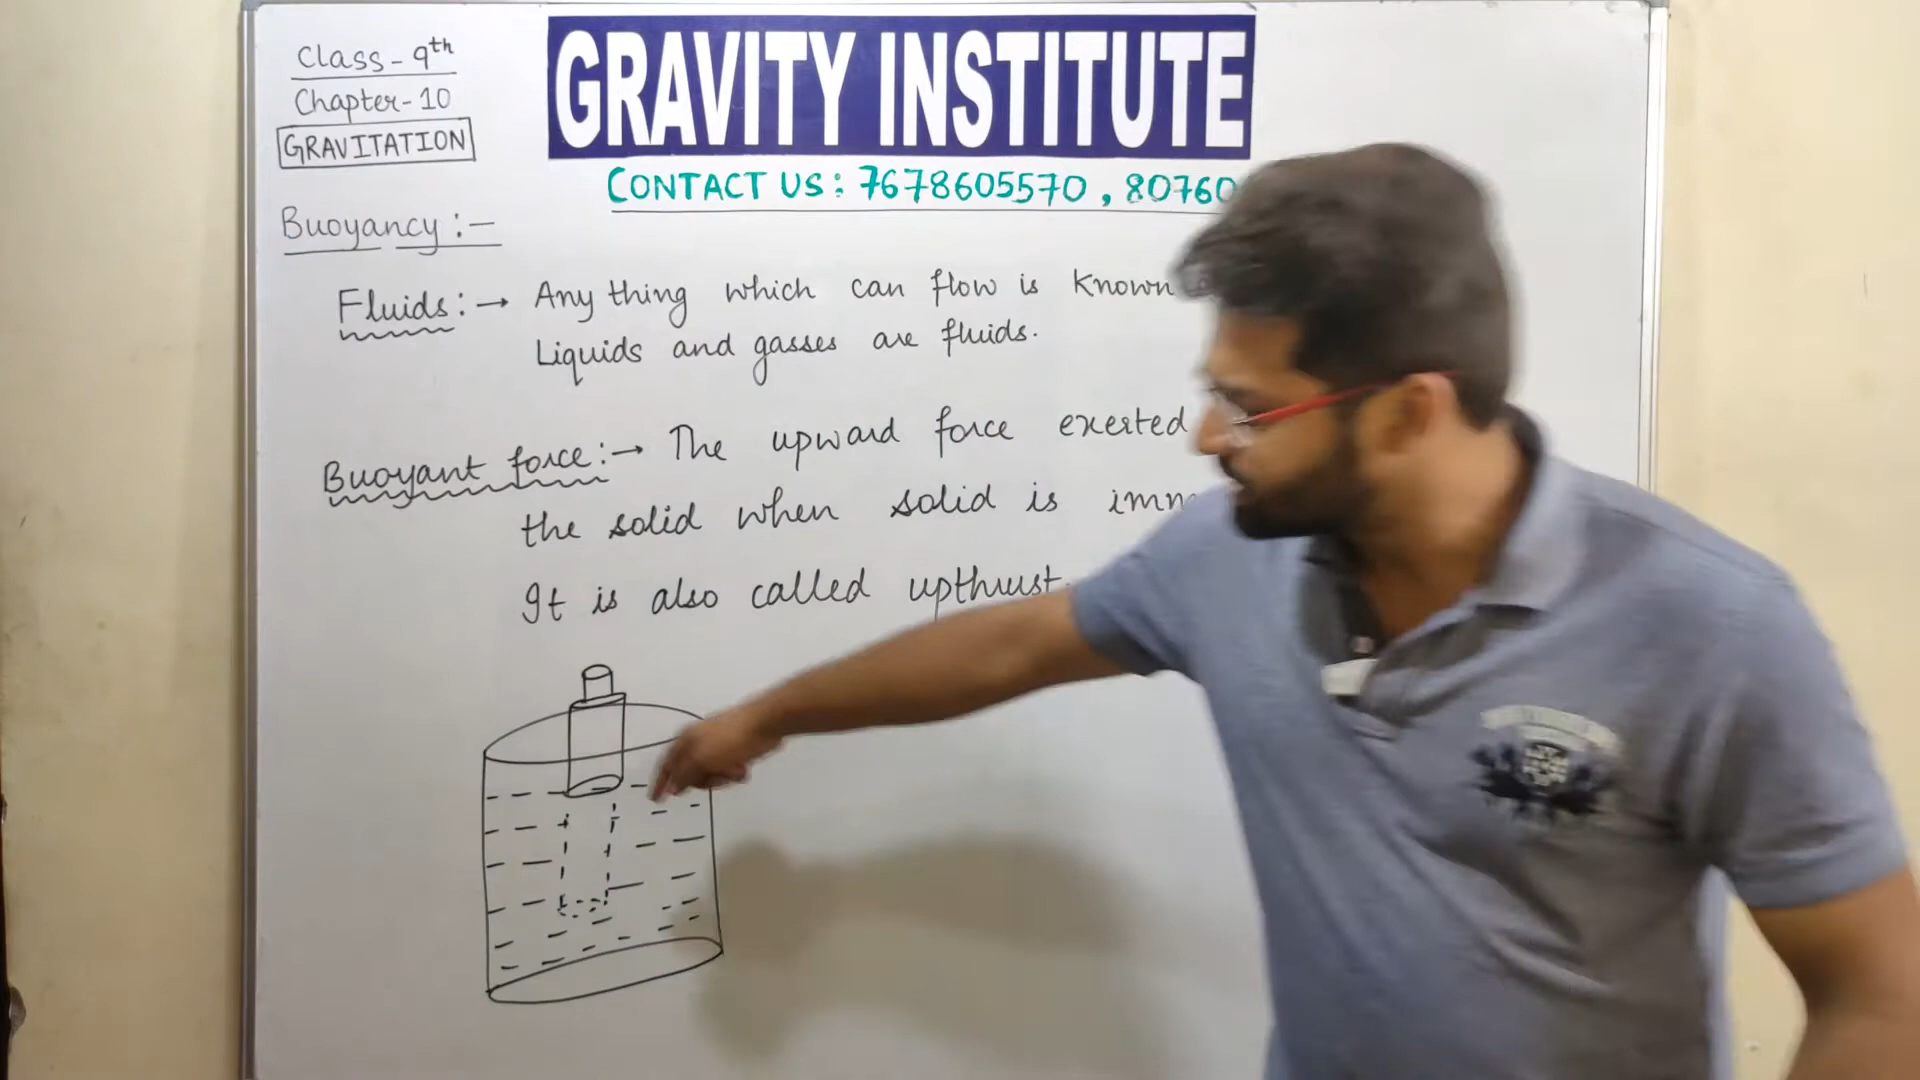 Class - 9th
Chapter - 10
GRAVITATION
GRAVITY INSTITUTE
CONTACT US : 7678605570 , 80760
Buoyancy :-
Fluids :→ Any thing which can flow is known
Liquids and gasses are fluids.
Buoyant force :→ The upward force exerted
the solid when solid is
It is also called upthrust.